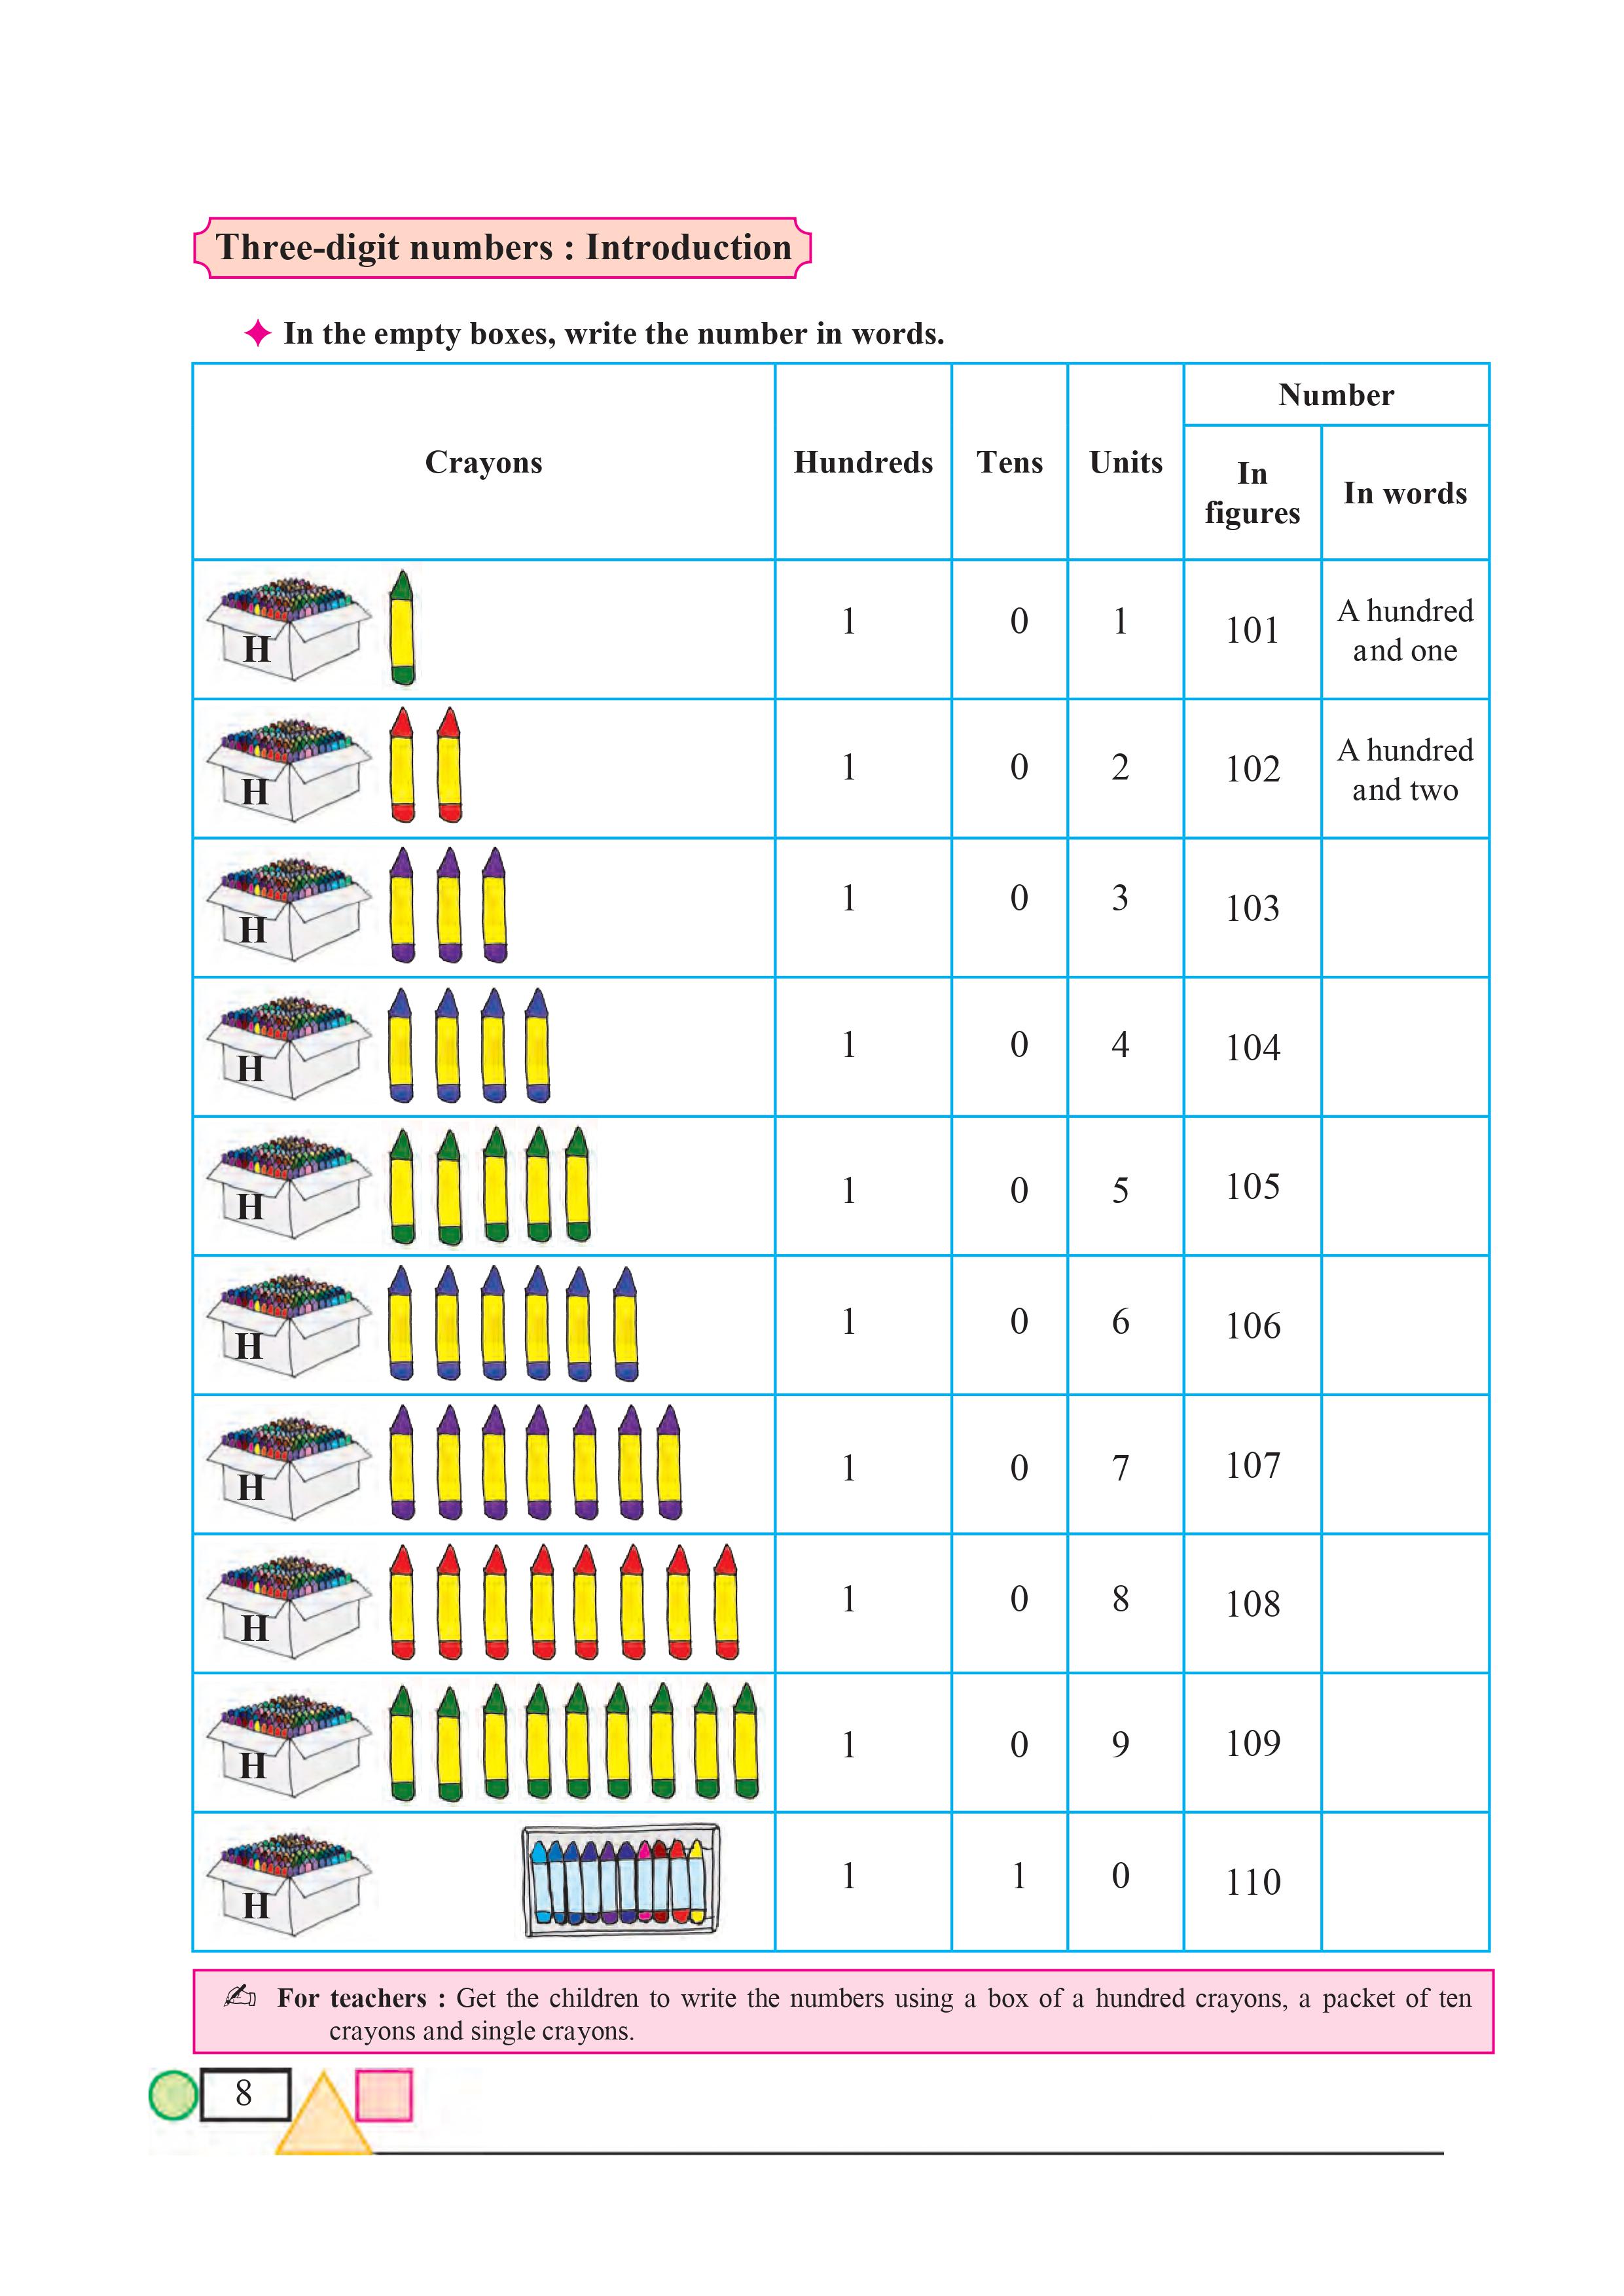 Three-digit numbers : Introduction
In the empty boxes, write the number in words.
Crayons Hundreds Tens Units Number
In figures In words
H 1 0 1 101 A hundred and one
H 1 0 2 102 A hundred and two
H 1 0 3 103
H 1 0 4 104
H 1 0 5 105
H 1 0 6 106
H 1 0 7 107
H 1 0 8 108
H 1 0 9 109
H 1 1 0 110
For teachers : Get the children to write the numbers using a box of a hundred crayons, a packet of ten
crayons and single crayons.
8